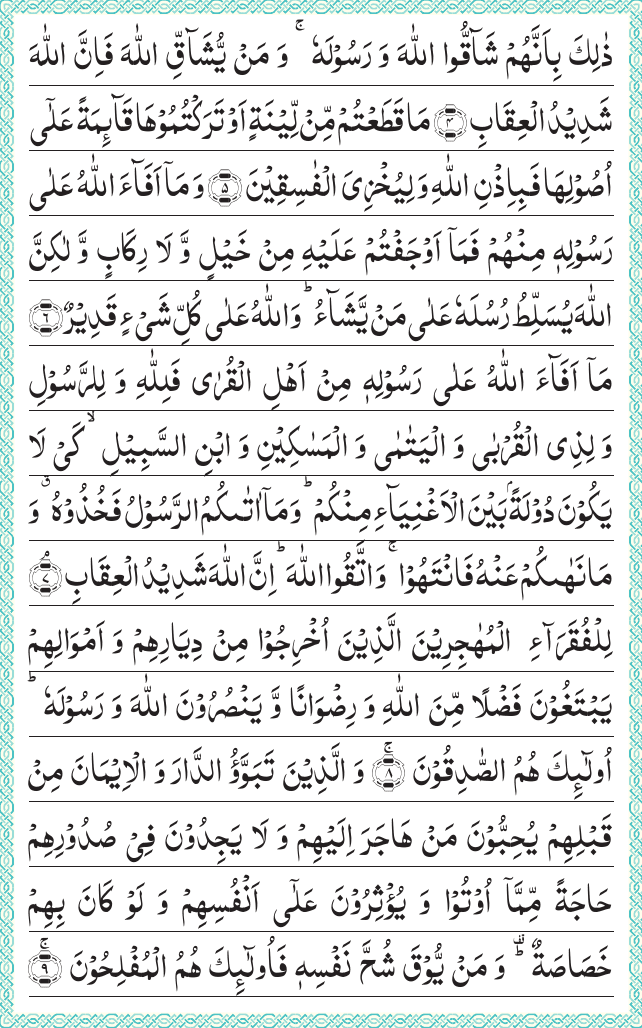 ذٰلِكَ بِاَنَّهُمْ شَآقُّوا اللّٰهَ وَ رَسُوْلَهٗ ۚ وَ مَنْ يُّشَآقِّ اللّٰهَ فَاِنَّ اللّٰهَ
شَدِيْدُ الْعِقَابِ ﴿۴﴾ مَا قَطَعْتُمْ مِّنْ لِّيْنَةٍ اَوْ تَرَكْتُمُوْهَا قَآئِمَةً عَلٰۤى
اُصُوْلِهَا فَبِاِذْنِ اللّٰهِ وَ لِيُخْزِىَ الْفٰسِقِيْنَ ﴿۵﴾ وَ مَاۤ اَفَآءَ اللّٰهُ عَلٰى
رَسُوْلِهٖ مِنْهُمْ فَمَاۤ اَوْجَفْتُمْ عَلَيْهِ مِنْ خَيْلٍ وَّ لَا رِكَابٍ وَّ لٰكِنَّ
اللّٰهَ يُسَلِّطُ رُسُلَهٗ عَلٰى مَنْ يَّشَآءُ ؕ وَاللّٰهُ عَلٰى كُلِّ شَىْءٍ قَدِيْرٌ ﴿۶﴾
مَاۤ اَفَآءَ اللّٰهُ عَلٰى رَسُوْلِهٖ مِنْ اَهْلِ الْقُرٰى فَلِلّٰهِ وَ لِلرَّسُوْلِ
وَ لِذِى الْقُرْبٰى وَ الْيَتٰمٰى وَ الْمَسٰكِيْنِ وَ ابْنِ السَّبِيْلِ ۙ كَىْ لَا
يَكُوْنَ دُوْلَةًۢ بَيْنَ الْاَغْنِيَآءِ مِنْكُمْ ؕ وَمَاۤ اٰتٰىكُمُ الرَّسُوْلُ فَخُذُوْهُ ۗ وَ
مَا نَهٰىكُمْ عَنْهُ فَانْتَهُوْا ۚ وَاتَّقُوا اللّٰهَ ؕ اِنَّ اللّٰهَ شَدِيْدُ الْعِقَابِ ۘ﴿۷﴾
لِلْفُقَرَآءِ الْمُهٰجِرِيْنَ الَّذِيْنَ اُخْرِجُوْا مِنْ دِيَارِهِمْ وَ اَمْوَالِهِمْ
يَبْتَغُوْنَ فَضْلًا مِّنَ اللّٰهِ وَ رِضْوَانًا وَّ يَنْصُرُوْنَ اللّٰهَ وَ رَسُوْلَهٗ ؕ
اُولٰٓئِكَ هُمُ الصّٰدِقُوْنَ ۚ﴿۸﴾ وَ الَّذِيْنَ تَبَوَّؤُ الدَّارَ وَ الْاِيْمَانَ مِنْ
قَبْلِهِمْ يُحِبُّوْنَ مَنْ هَاجَرَ اِلَيْهِمْ وَ لَا يَجِدُوْنَ فِىْ صُدُوْرِهِمْ
حَاجَةً مِّمَّاۤ اُوْتُوْا وَ يُؤْثِرُوْنَ عَلٰۤى اَنْفُسِهِمْ وَ لَوْ كَانَ بِهِمْ
خَصَاصَةٌ ؕ۫ وَ مَنْ يُّوْقَ شُحَّ نَفْسِهٖ فَاُولٰٓئِكَ هُمُ الْمُفْلِحُوْنَ ۚ﴿۹﴾